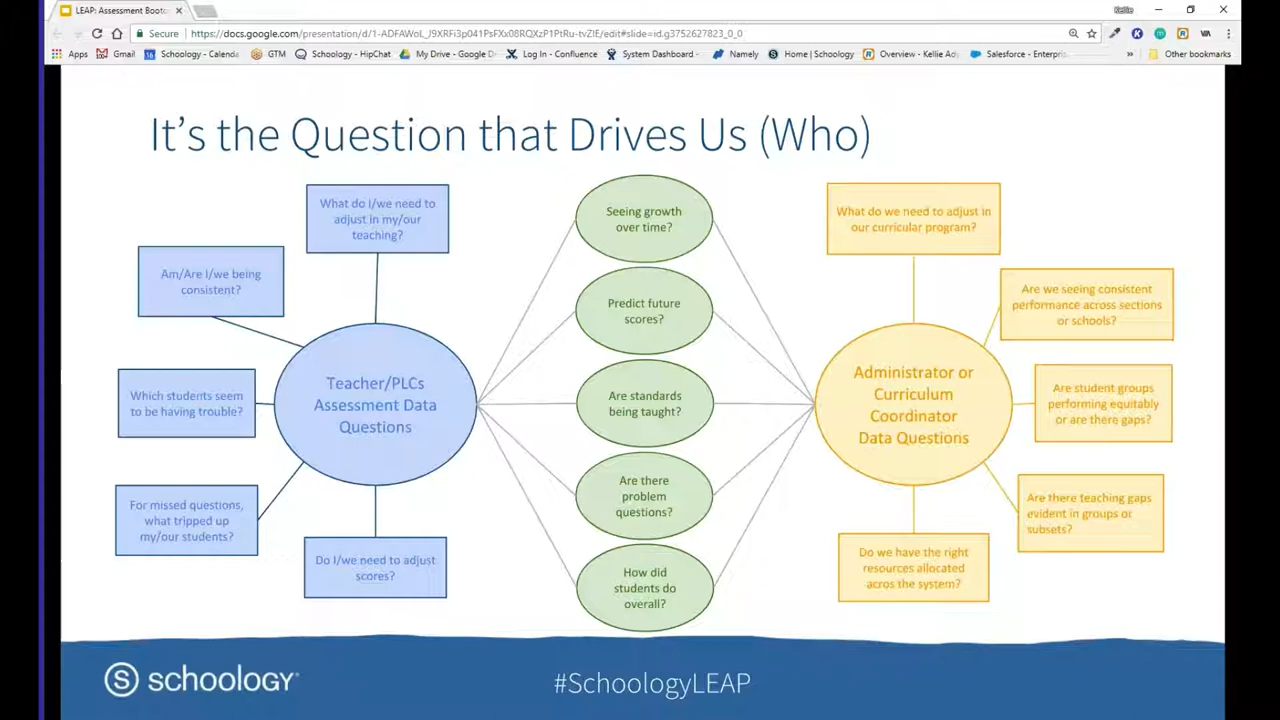 LEAP: Assessment Bootc
Kellie
Secure
https://docs.google.com/presentation/d/1-ADFAWoL_J9XRFi3p041PsFXx08RQXzP1PtRu-tvZIE/edit#slide=id.g3752627823_0_0
Apps Gmail Schoology - Calenda GTM Schoology - HipChat My Drive - Google Dr Log In - Confluence System Dashboard - Namely Home | Schoology Overview - Kellie Ady Salesforce - Enterpris » Other bookmarks
It's the Question that Drives Us (Who)
What do I/we need to
adjust in my/our
teaching?
Am/Are I/we being
consistent?
Which students seem
to be having trouble?
For missed questions,
what tripped up
my/our students?
Do I/we need to adjust
scores?
Teacher/PLCs
Assessment Data
Questions
Seeing growth
over time?
Predict future
scores?
Are standards
being taught?
Are there
problem
questions?
How did
students do
overall?
Administrator or
Curriculum
Coordinator
Data Questions
What do we need to adjust in
our curricular program?
Are we seeing consistent
performance across sections
or schools?
Are student groups
performing equitably
or are there gaps?
Are there teaching gaps
evident in groups or
subsets?
Do we have the right
resources allocated
acros the system?
S schoology
#SchoologyLEAP